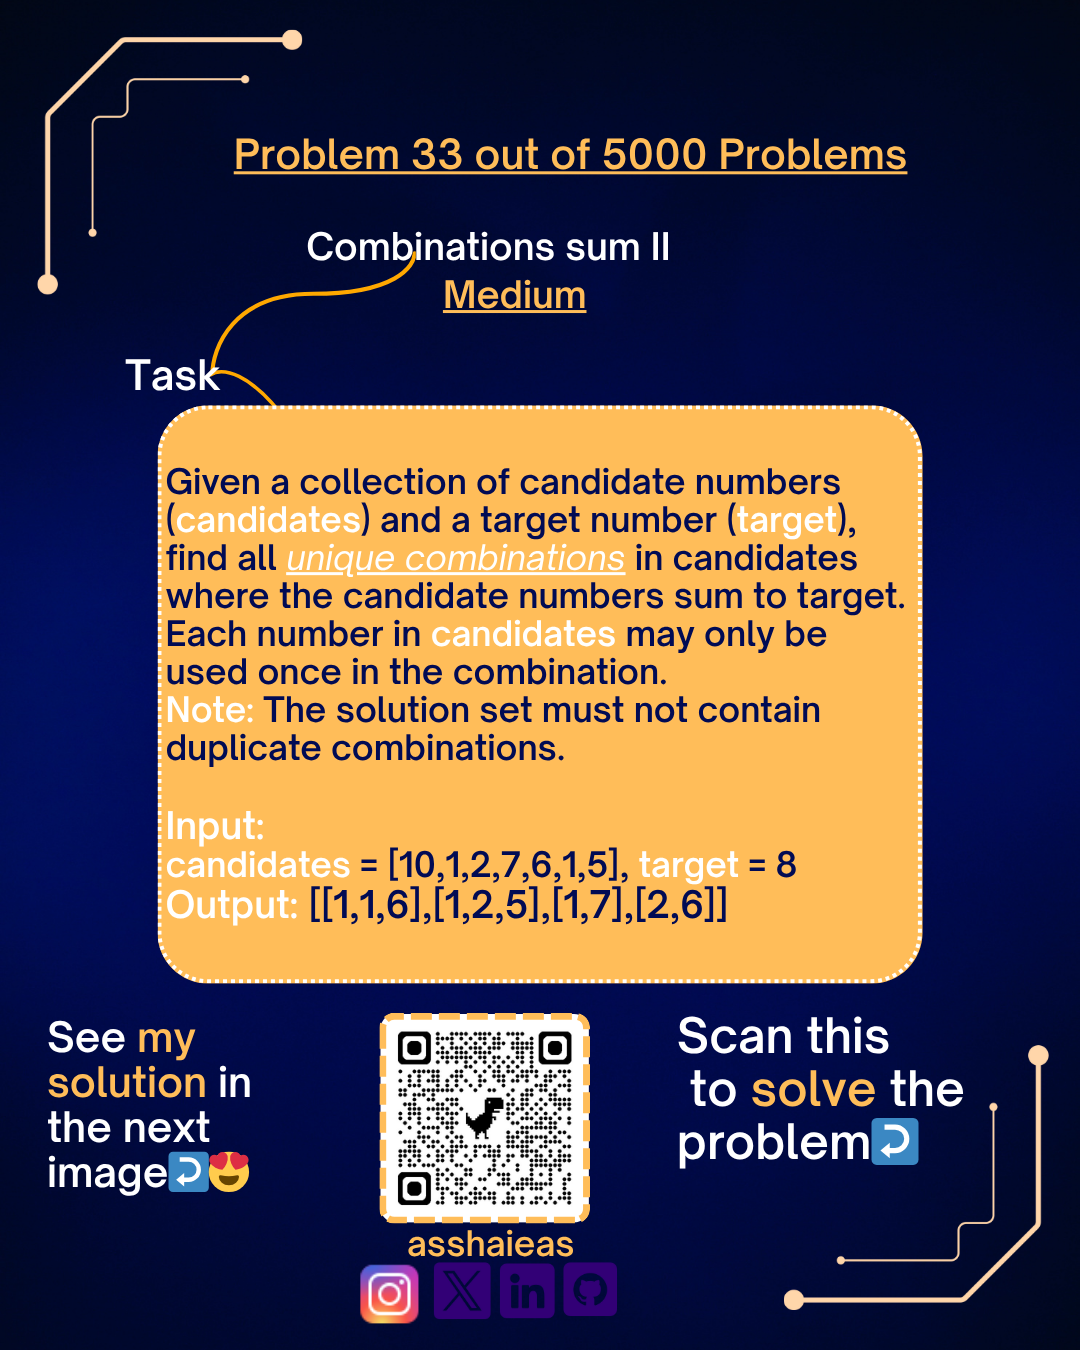 Problem 33 out of 5000 Problems
Combinations sum II
Medium
Task
Given a collection of candidate numbers
(candidates) and a target number (target),
find all unique combinations in candidates
where the candidate numbers sum to target.
Each number in candidates may only be
used once in the combination.
Note: The solution set must not contain
duplicate combinations.
Input:
candidates = [10,1,2,7,6,1,5], target = 8
Output: [[1,1,6],[1,2,5],[1,7],[2,6]]
See my
solution in
the next
image↩️😍
Scan this
to solve the
problem↩️
asshaieas